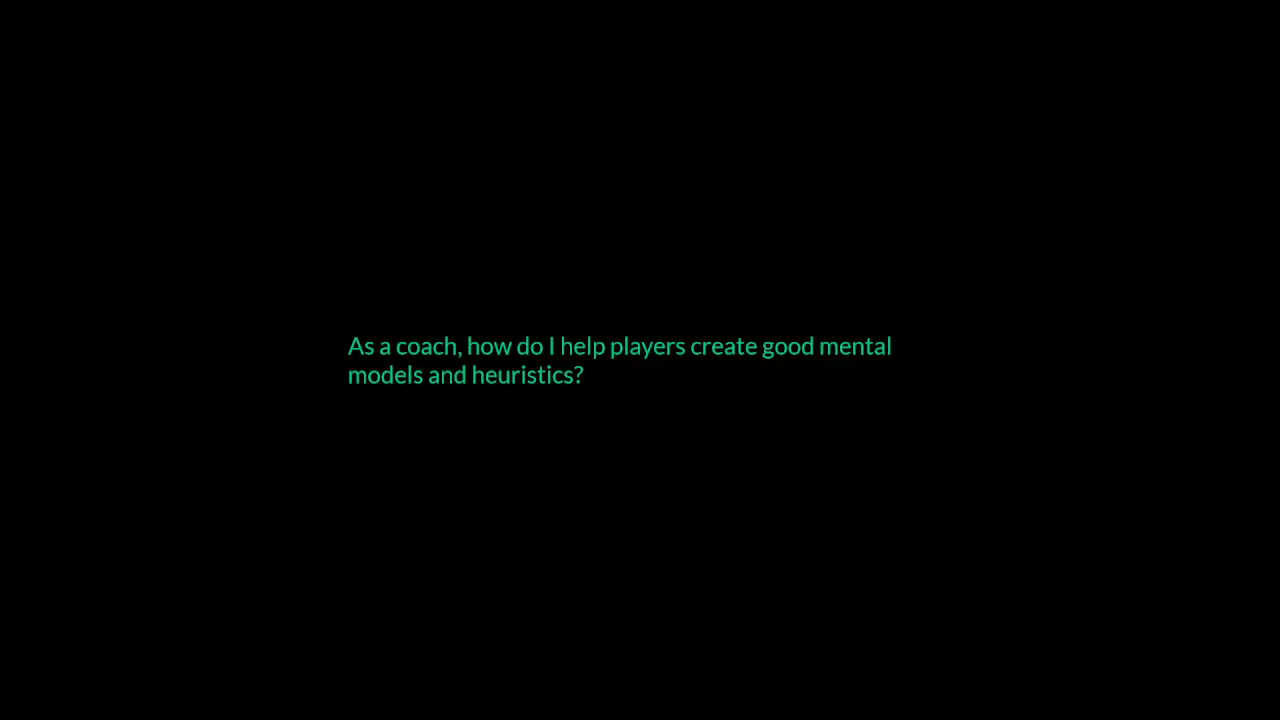 As a coach, how do I help players create good mental
models and heuristics?